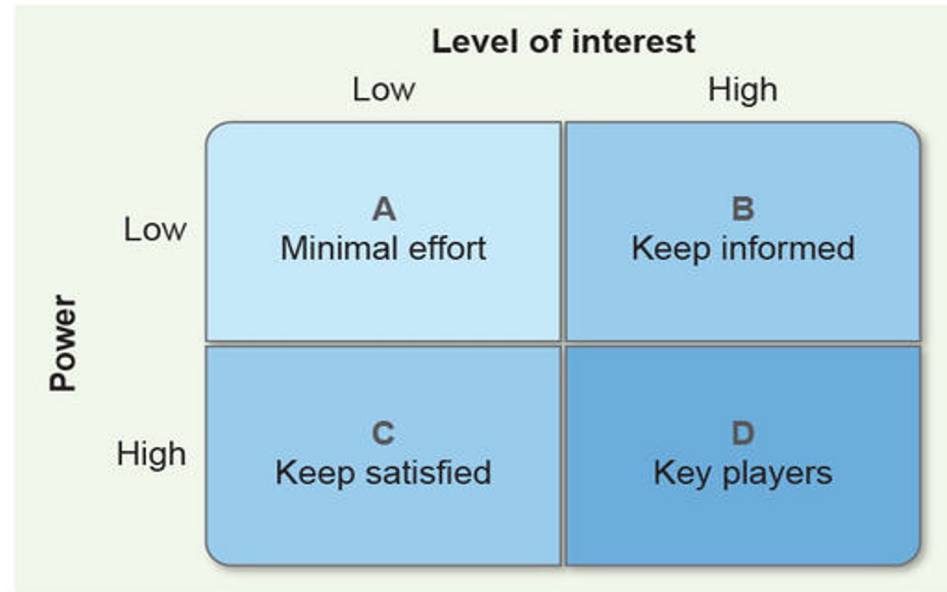 Level of interest
Low
High
Low
A
Minimal effort
B
Keep informed
Power
High
C
Keep satisfied
D
Key players